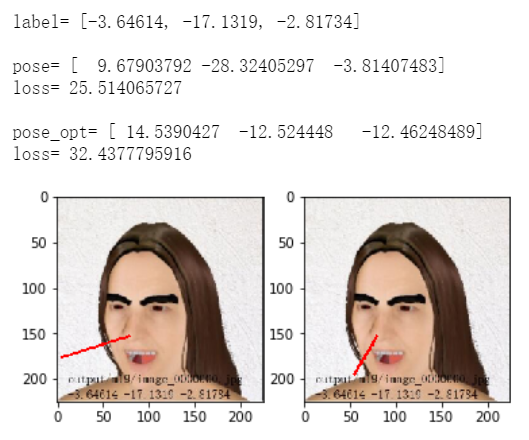 label= [-3.64614, -17.1319, -2.81734]
pose= [  9.67903792 -28.32405297  -3.81407483]
loss= 25.514065727
pose_opt= [ 14.5390427  -12.524448   -12.46248489]
loss= 32.4377795916
0
50
100
150
200
0 50 100 150 200
0
50
100
150
200
0 50 100 150 200
-3.64614 -17.1319 -2.81734
-3.64614 -17.1319 -2.81734